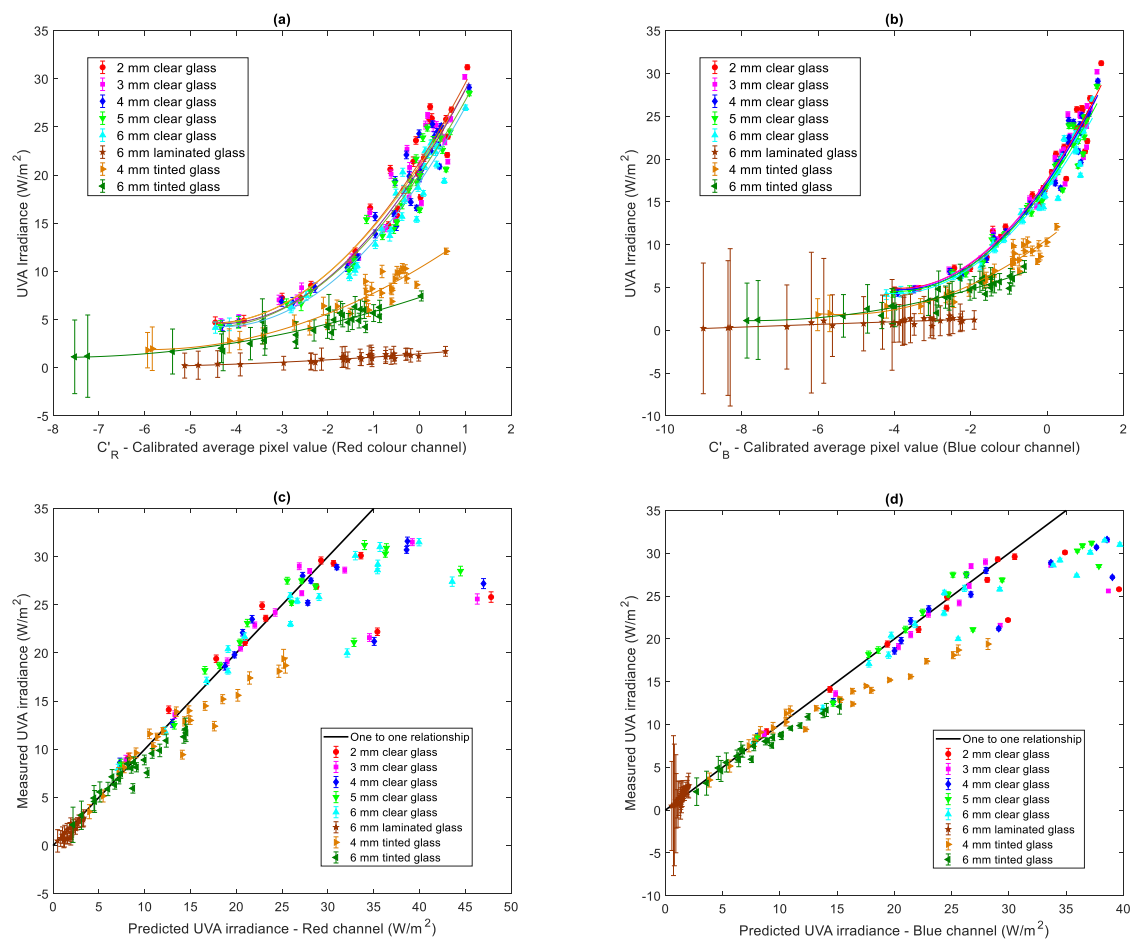 (a)
35
30
25
20
15
10
5
0
-5
UVA Irradiance (W/m2)
2 mm clear glass
3 mm clear glass
4 mm clear glass
5 mm clear glass
6 mm clear glass
6 mm laminated glass
4 mm tinted glass
6 mm tinted glass
-8 -7 -6 -5 -4 -3 -2 -1 0 1 2
C'R - Calibrated average pixel value (Red colour channel)
(b)
35
30
25
20
15
10
5
0
-5
-10
UVA Irradiance (W/m2)
2 mm clear glass
3 mm clear glass
4 mm clear glass
5 mm clear glass
6 mm clear glass
6 mm laminated glass
4 mm tinted glass
6 mm tinted glass
-10 -8 -6 -4 -2 0 2
C'B - Calibrated average pixel value (Blue colour channel)
(c)
35
30
25
20
15
10
5
0
-5
Measured UVA irradiance (W/m2)
One to one relationship
2 mm clear glass
3 mm clear glass
4 mm clear glass
5 mm clear glass
6 mm clear glass
6 mm laminated glass
4 mm tinted glass
6 mm tinted glass
0 5 10 15 20 25 30 35 40 45 50
Predicted UVA irradiance - Red channel (W/m2)
(d)
35
30
25
20
15
10
5
0
-5
-10
Measured UVA irradiance (W/m2)
One to one relationship
2 mm clear glass
3 mm clear glass
4 mm clear glass
5 mm clear glass
6 mm clear glass
6 mm laminated glass
4 mm tinted glass
6 mm tinted glass
0 5 10 15 20 25 30 35 40
Predicted UVA irradiance - Blue channel (W/m2)